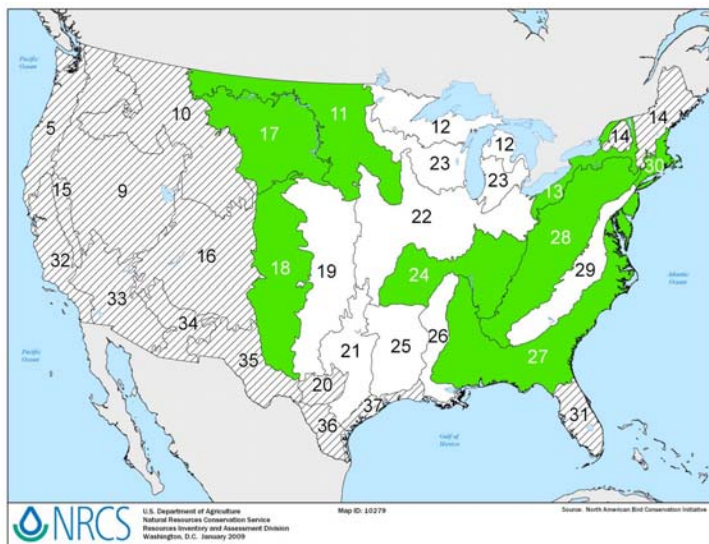 Pacific
Ocean
5
10
17
11
12
12
14
14
30
23
23
13
15
9
22
28
16
18
19
24
29
Atlantic
Ocean
32
33
34
21
25
26
27
Pacific
Ocean
35
20
37
36
31
Gulf of
Mexico
NRCS
U.S. Department of Agriculture
Natural Resources Conservation Service
Resources Inventory and Assessment Division
Washington, D.C. January 2009
Map ID: 10279
Source: North American Bird Conservation Initiative